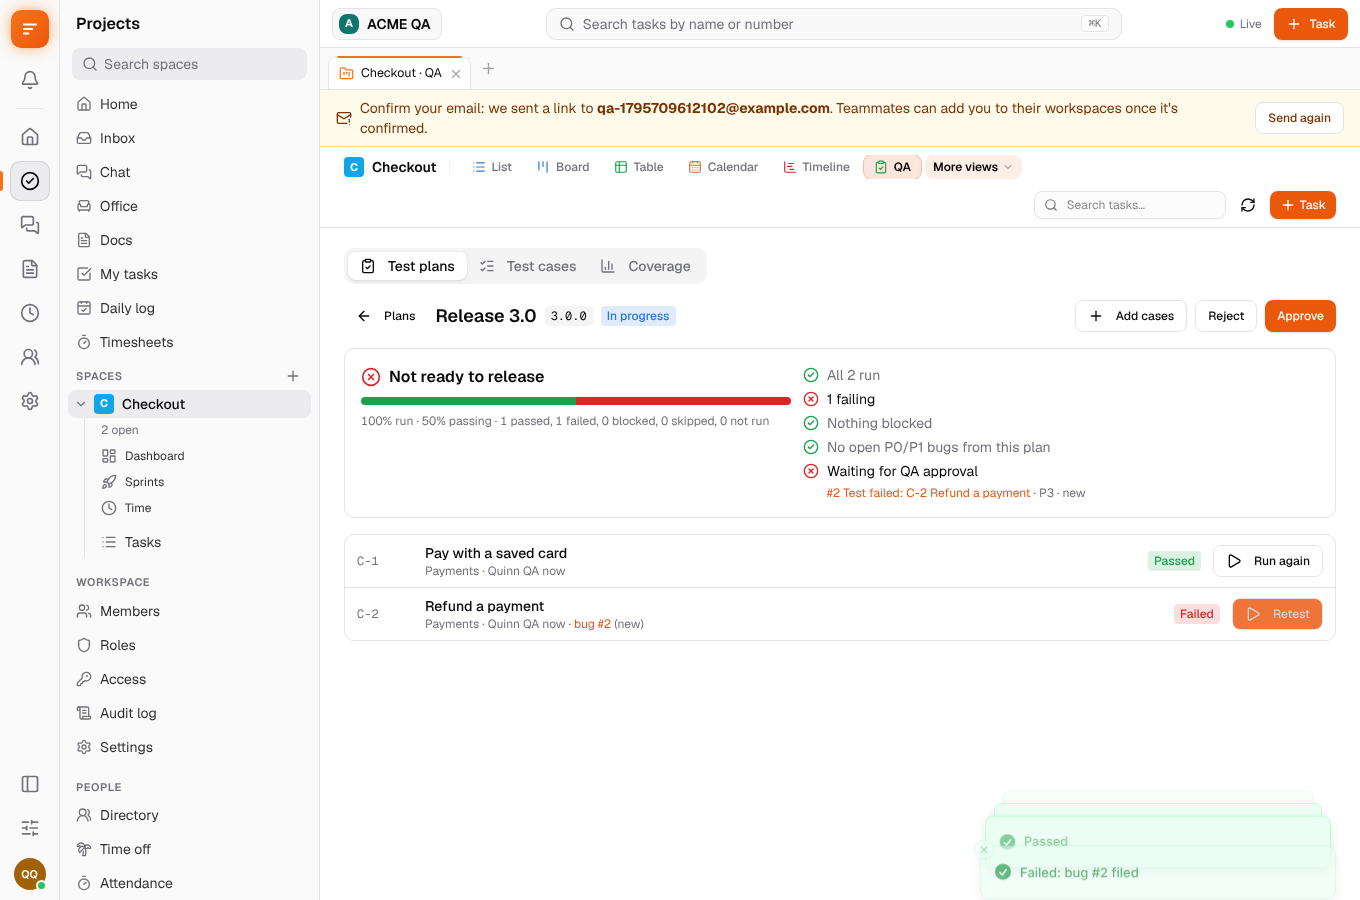 Projects
Search spaces
Home
Inbox
Chat
Office
Docs
My tasks
Daily log
Timesheets
SPACES
C Checkout
2 open
Dashboard
Sprints
Time
Tasks
WORKSPACE
Members
Roles
Access
Audit log
Settings
PEOPLE
Directory
Time off
Attendance
QQ
A ACME QA
Search tasks by name or number
⌘K
Live
Task
Checkout · QA
Confirm your email: we sent a link to qa-1795709612102@example.com. Teammates can add you to their workspaces once it's
confirmed.
Send again
C Checkout
List
Board
Table
Calendar
Timeline
QA
More views
Search tasks...
Task
Test plans
Test cases
Coverage
Plans
Release 3.0
3.0.0
In progress
Add cases
Reject
Approve
Not ready to release
100% run · 50% passing · 1 passed, 1 failed, 0 blocked, 0 skipped, 0 not run
All 2 run
1 failing
Nothing blocked
No open P0/P1 bugs from this plan
Waiting for QA approval
#2 Test failed: C-2 Refund a payment · P3 · new
C-1
Pay with a saved card
Payments · Quinn QA now
Passed
Run again
C-2
Refund a payment
Payments · Quinn QA now · bug #2 (new)
Failed
Retest
Passed
Failed: bug #2 filed